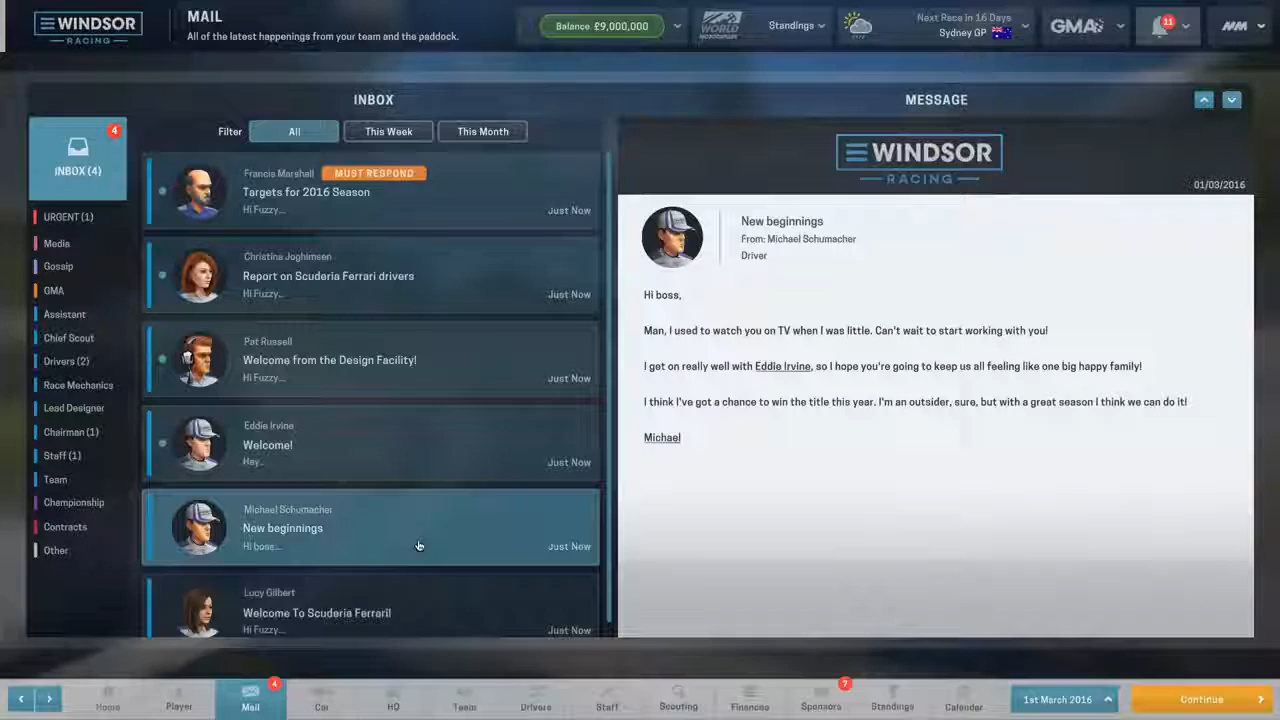 WINDSOR
RACING
MAIL
All of the latest happenings from your team and the paddock.
Balance £9,000,000
WORLD
MOTORSPORT
Standings
Next Race in 16 Days
Sydney GP
GMA
11
INBOX
MESSAGE
4
INBOX (4)
Filter
All
This Week
This Month
URGENT (1)
Media
Gossip
GMA
Assistant
Chief Scout
Drivers (2)
Race Mechanics
Lead Designer
Chairman (1)
Staff (1)
Team
Championship
Contracts
Other
Francis Marshall
MUST RESPOND
Targets for 2016 Season
Hi Fuzzy...
Just Now
Christina Joghimsen
Report on Scuderia Ferrari drivers
Hi Fuzzy...
Just Now
Pat Russell
Welcome from the Design Facility!
Hi Fuzzy...
Just Now
Eddie Irvine
Welcome!
Hey...
Just Now
Michael Schumacher
New beginnings
Hi boss...
Just Now
Lucy Gilbert
Welcome To Scuderia Ferrari!
Hi Fuzzy...
Just Now
WINDSOR
RACING
01/03/2016
New beginnings
From: Michael Schumacher
Driver
Hi boss,
Man, I used to watch you on TV when I was little. Can't wait to start working with you!
I get on really well with Eddie Irvine, so I hope you're going to keep us all feeling like one big happy family!
I think I've got a chance to win the title this year. I'm an outsider, sure, but with a great season I think we can do it!
Michael
Home
Player
4
Mail
Car
HQ
Team
Drivers
Staff
Scouting
Finances
7
Sponsors
Standings
Calendar
1st March 2016
Continue